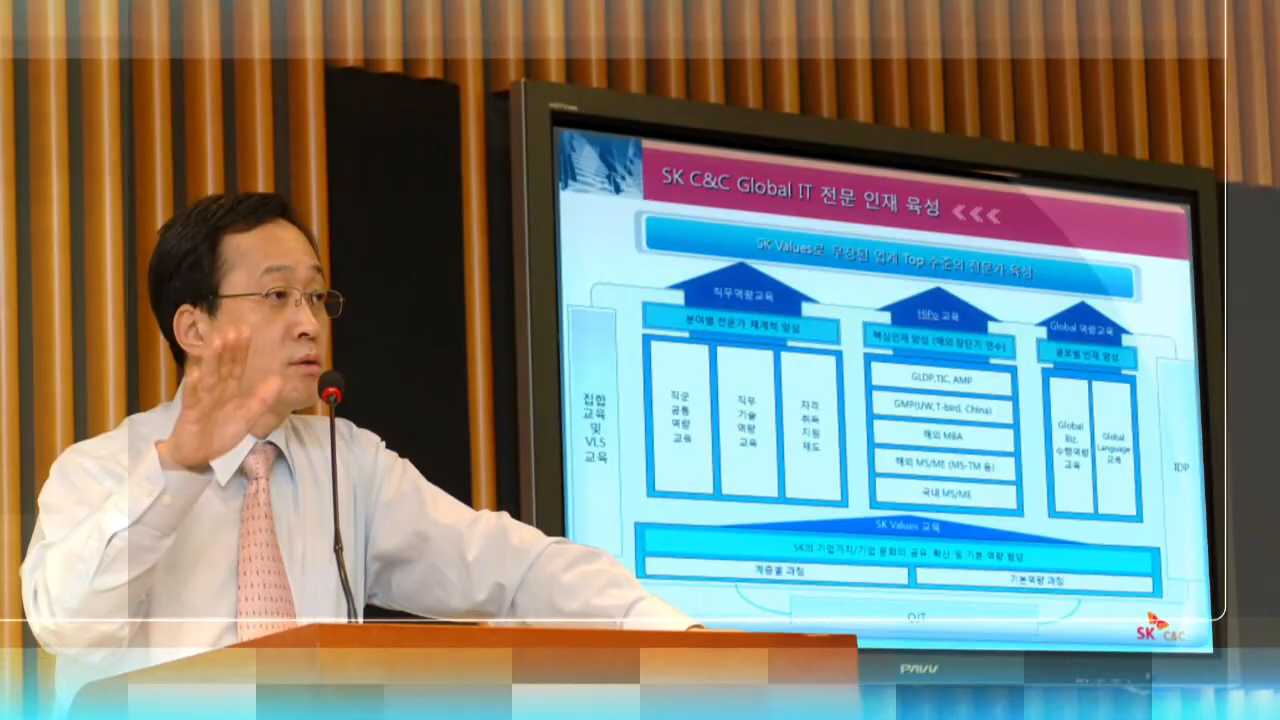 SK C&C Global IT 전문 인재 육성
SK Values로 무장된 업계 Top 수준의 전문가 육성
직무역량교육
HiPo 교육
Global 역량교육
분야별 전문가 체계적 양성
핵심인재 양성 (해외 장단기 연수)
글로벌 인재 양성
집합
교육
및
VLS
교육
직군
공통
역량
교육
직무
기술
역량
교육
자격
취득
지원
제도
GLDP,TIC, AMP
GMP(UW,T-bird, China)
해외 MBA
해외 MS/ME (MS-TM 등)
국내 MS/ME
Global
Biz.
수행역량
교육
Global
Language
교육
IDP
SK Values 교육
SK의 기업가치/기업 문화의 공유, 확산 및 기본 역량 함양
계층별 과정
기본역량 과정
OJT
SK C&C